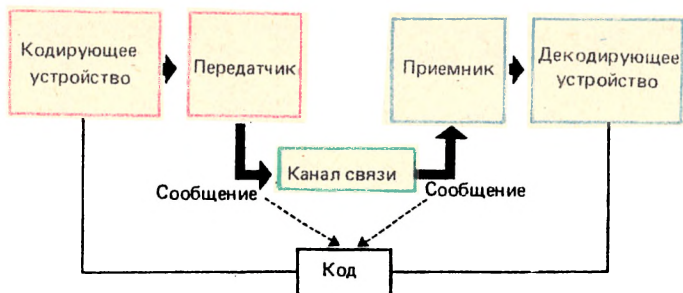 Кодирующее
устройство
Передатчик
Приемник
Декодирующее
устройство
Канал связи
Сообщение
Сообщение
Код